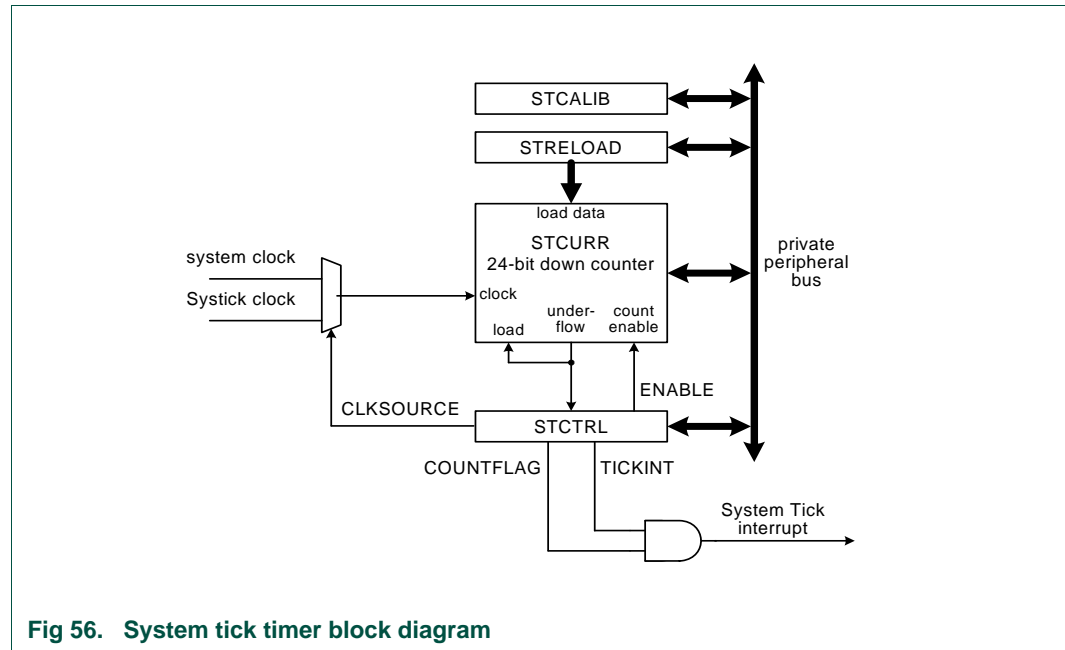 STCALIB
STRELOAD
load data
STCURR
24-bit down counter
private
peripheral
bus
system clock
Systick clock
clock
under-
flow
count
enable
load
ENABLE
CLKSOURCE
STCTRL
COUNTFLAG
TICKINT
System Tick
interrupt
Fig 56. System tick timer block diagram